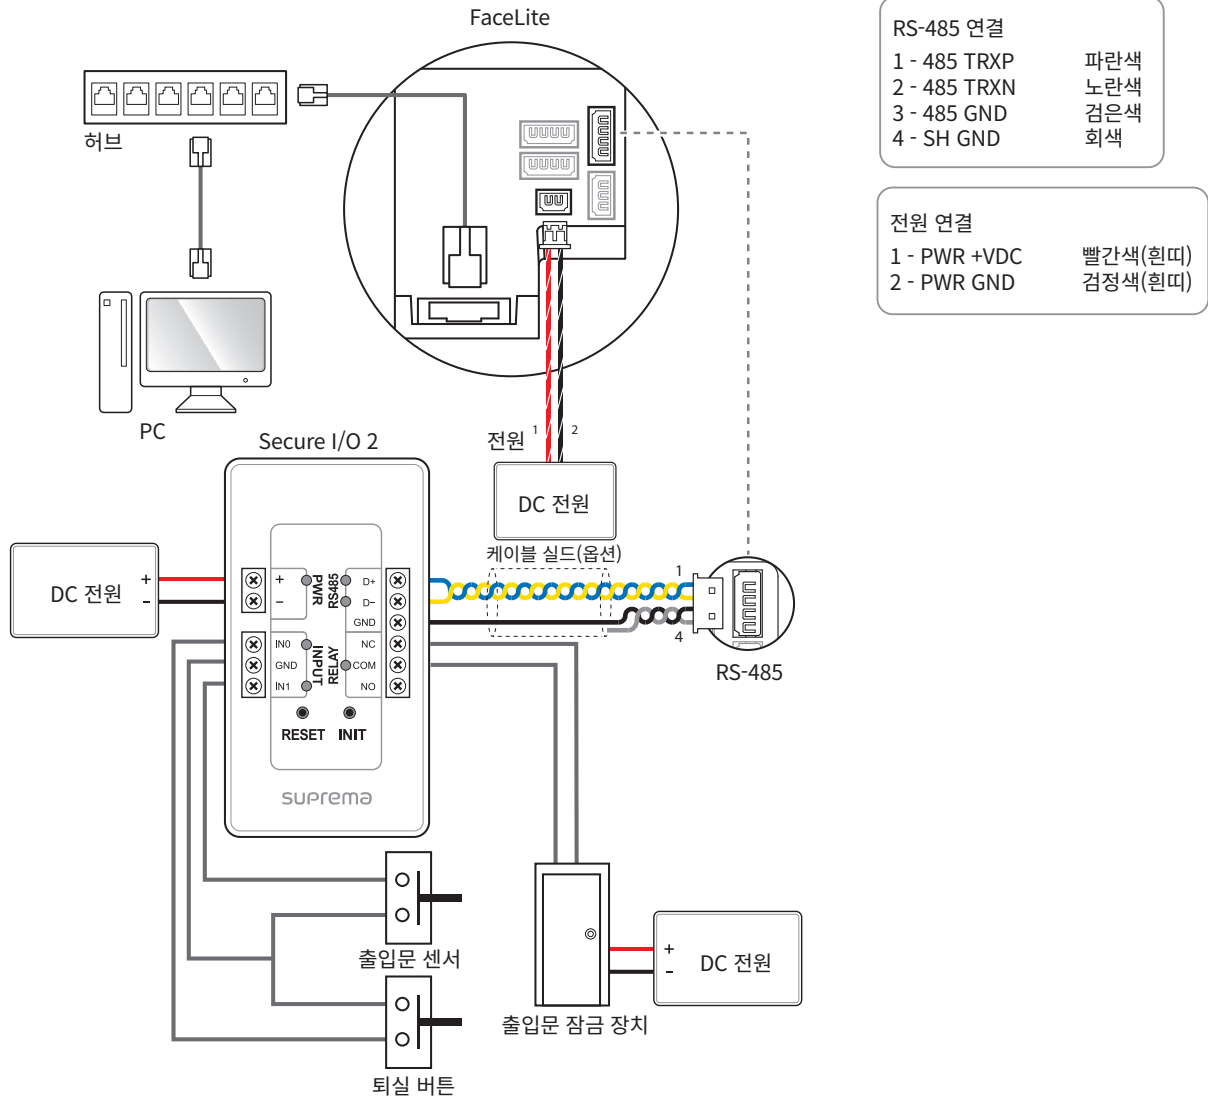 FaceLite
RS-485 연결
1 - 485 TRXP 파란색
2 - 485 TRXN 노란색
3 - 485 GND 검은색
4 - SH GND 회색
허브
전원 연결
1 - PWR +VDC 빨간색(흰띠)
2 - PWR GND 검정색(흰띠)
PC
전원 1 2
Secure I/O 2
DC 전원
케이블 실드(옵션)
DC 전원 + -
+ PWR RS485 D+
- D-
GND
IN0 INPUT RELAY NC
GND COM
IN1 NO
RESET INIT
suprema
1
4
RS-485
출입문 센서
+ - DC 전원
출입문 잠금 장치
퇴실 버튼